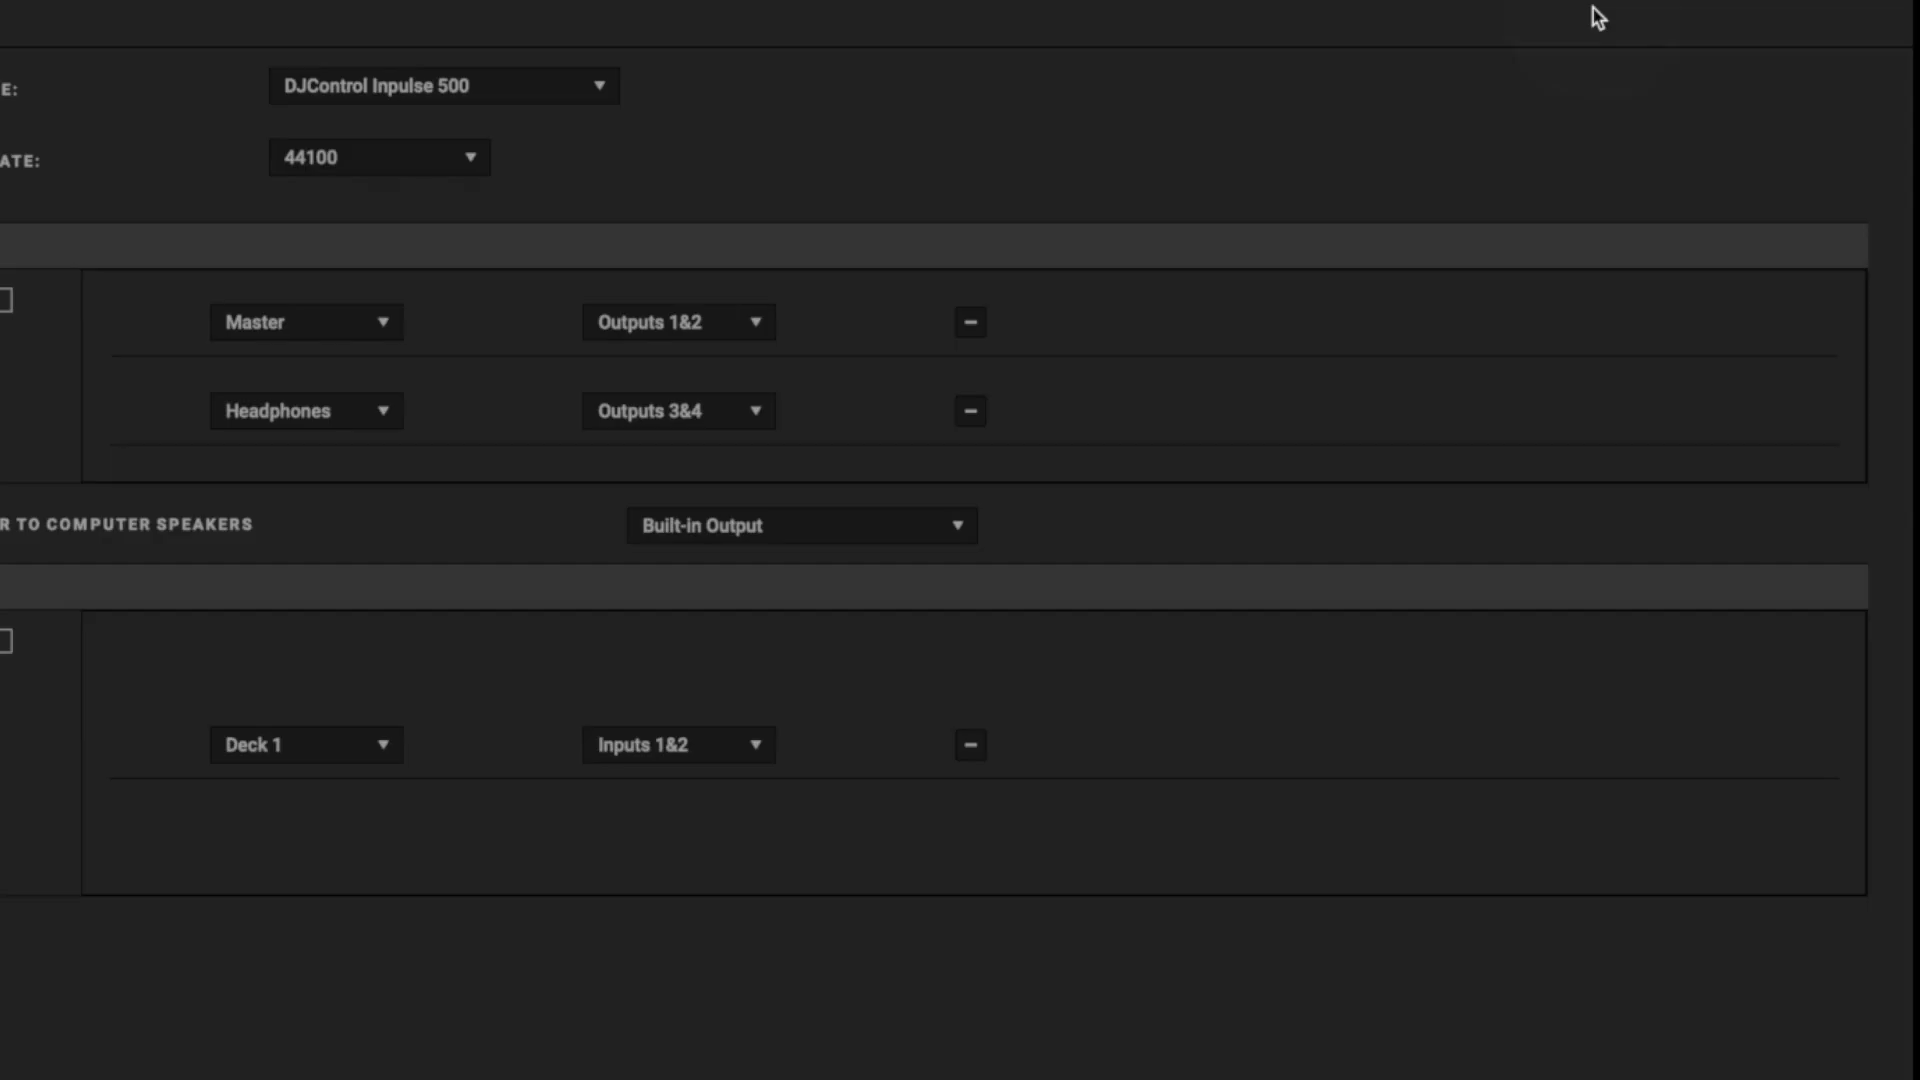 E: DJControl Inpulse 500
ATE: 44100
Master Outputs 1&2
Headphones Outputs 3&4
R TO COMPUTER SPEAKERS Built-in Output
Deck 1 Inputs 1&2